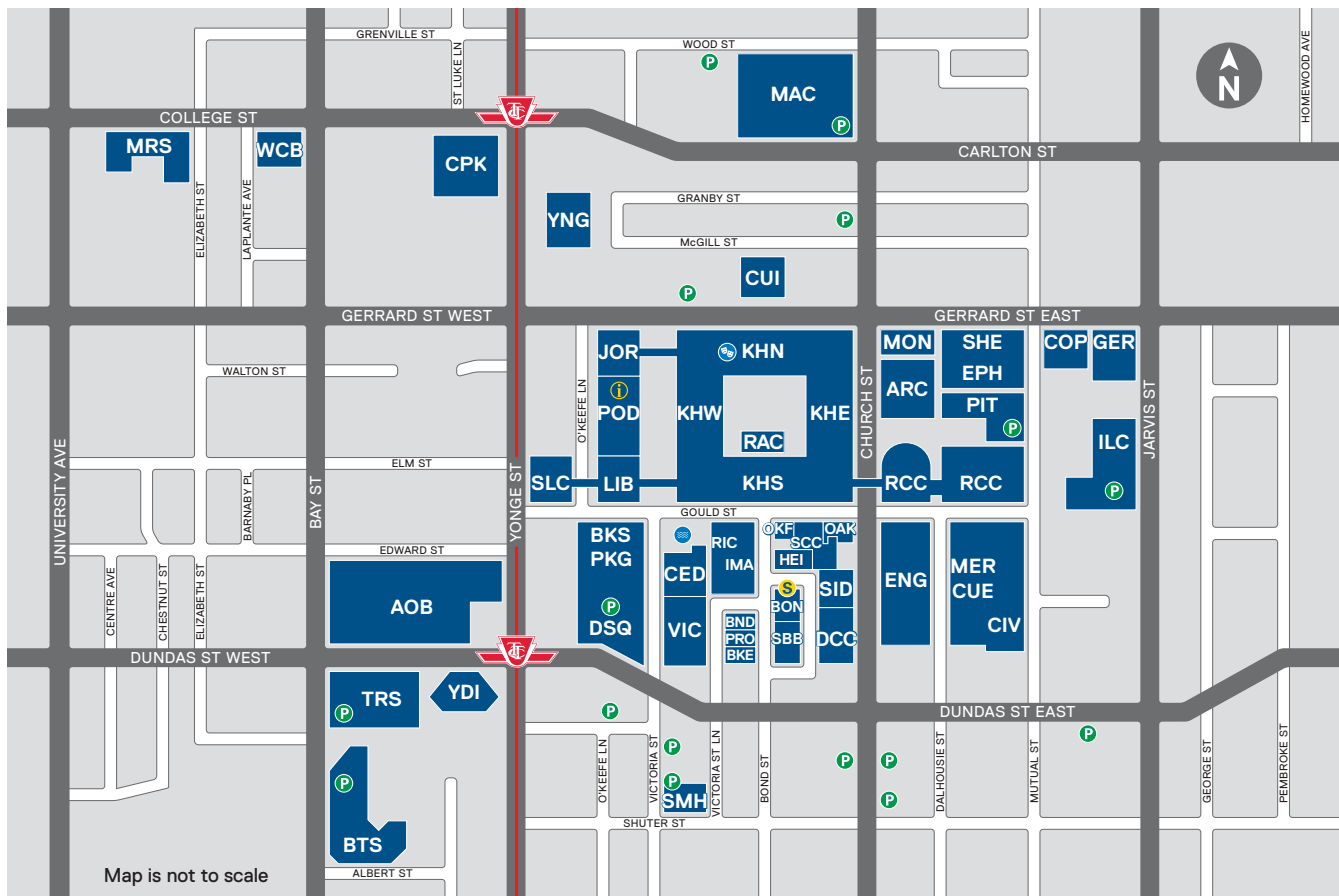 GRENVILLE ST
ST LUKE LN
WOOD ST
HOMEWOOD AVE
N
MAC
P
P
TTC
COLLEGE ST
CARLTON ST
MRS
WCB
CPK
ELIZABETH ST
LAPLANTE AVE
YNG
GRANBY ST
P
McGILL ST
CUI
P
GERRARD ST WEST
GERRARD ST EAST
JOR
KHN
MON
SHE
COP
GER
EPH
WALTON ST
O'KEEFE LN
i
POD
KHW
KHE
ARC
PIT
P
RAC
CHURCH ST
JARVIS ST
ILC
P
UNIVERSITY AVE
BARNABY PL
BAY ST
ELM ST
YONGE ST
SLC
LIB
KHS
RCC
RCC
GOULD ST
BKS
PKG
P
DSQ
RIC
IMA
OKF
OAK
SCC
HEI
CED
SID
ENG
MER
CUE
CIV
EDWARD ST
AOB
S
BON
VIC
BND
PRO
BKE
SBB
DCC
CENTRE AVE
CHESTNUT ST
ELIZABETH ST
TTC
DUNDAS ST WEST
TRS
P
YDI
DUNDAS ST EAST
P
P
P
P
P
P
P
P
SMH
O'KEEFE LN
VICTORIA ST
VICTORIA ST LN
BOND ST
DALHOUSIE ST
MUTUAL ST
GEORGE ST
PEMBROKE ST
BTS
SHUTER ST
ALBERT ST
Map is not to scale